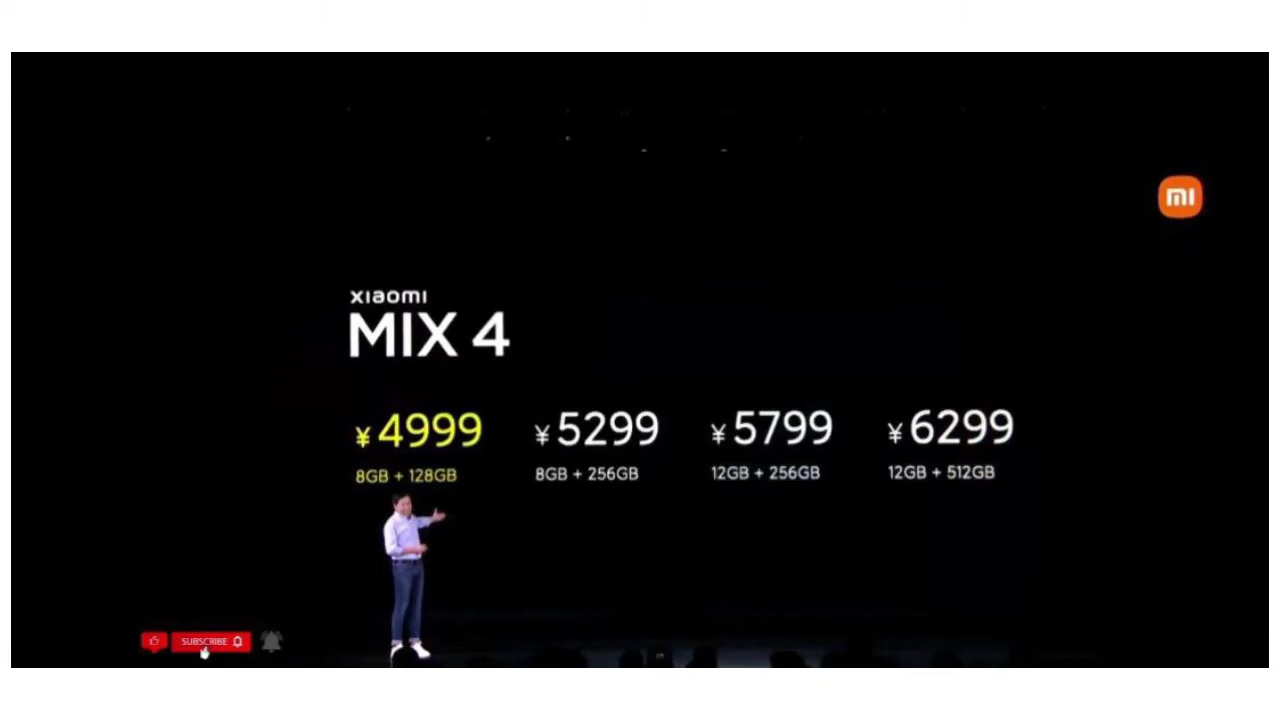 mi
xiaomi
MIX 4
¥ 4999 ¥ 5299 ¥ 5799 ¥ 6299
8GB + 128GB 8GB + 256GB 12GB + 256GB 12GB + 512GB
SUBSCRIBE